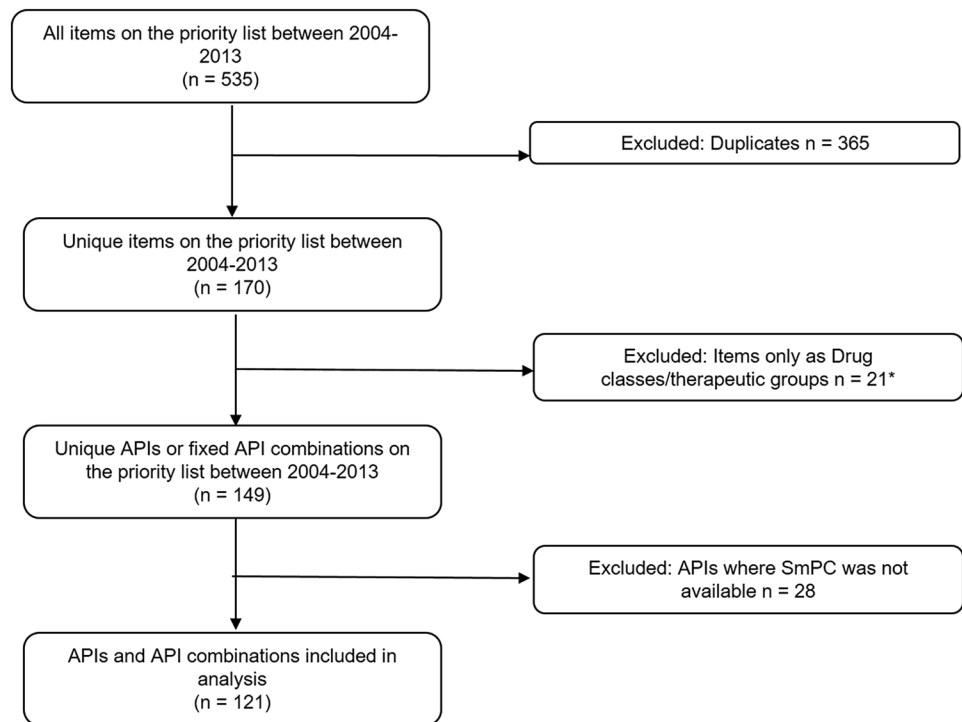 All items on the priority list between 2004-
2013
(n = 535)
Excluded: Duplicates n = 365
Unique items on the priority list between
2004-2013
(n = 170)
Excluded: Items only as Drug
classes/therapeutic groups n = 21*
Unique APIs or fixed API combinations on
the priority list between 2004-2013
(n = 149)
Excluded: APIs where SmPC was not
available n = 28
APIs and API combinations included in
analysis
(n = 121)